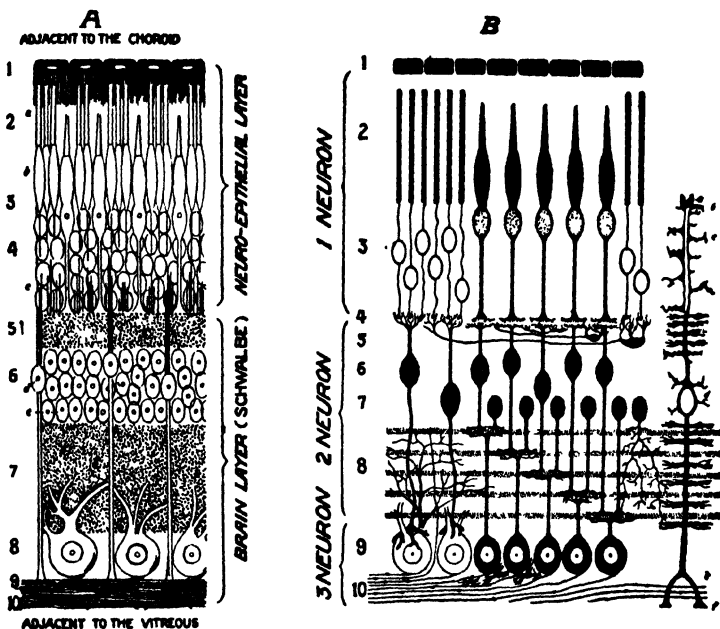 A
ADJACENT TO THE CHOROID
1
2
3
4
51
6
7
8
9
10
NEURO-EPITHELIAL LAYER
BRAIN LAYER (SCHWALBE)
ADJACENT TO THE VITREOUS
B
1
2
3
4
5
6
7
8
9
10
1 NEURON
2 NEURON
3 NEURON